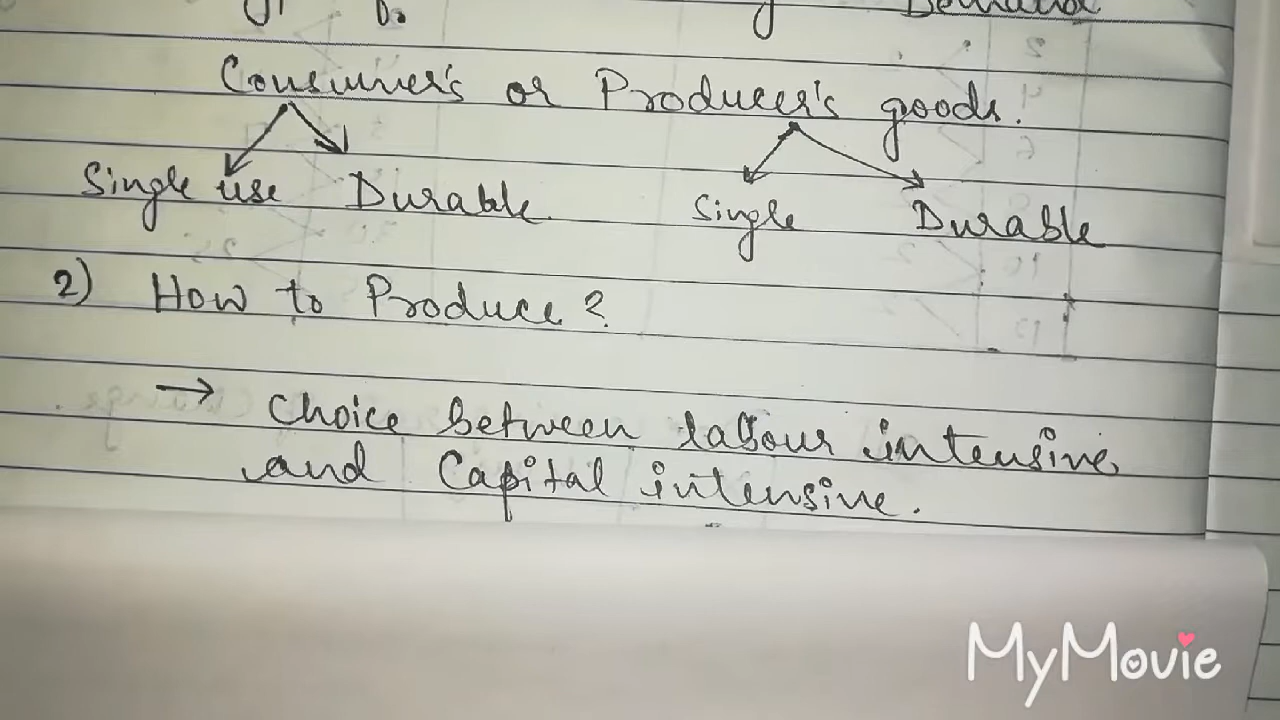 Consumer's or Producer's goods.
Single use Durable Single Durable
2) How to Produce?
→ choice between labour intensive
and Capital intensive.
MyMovie